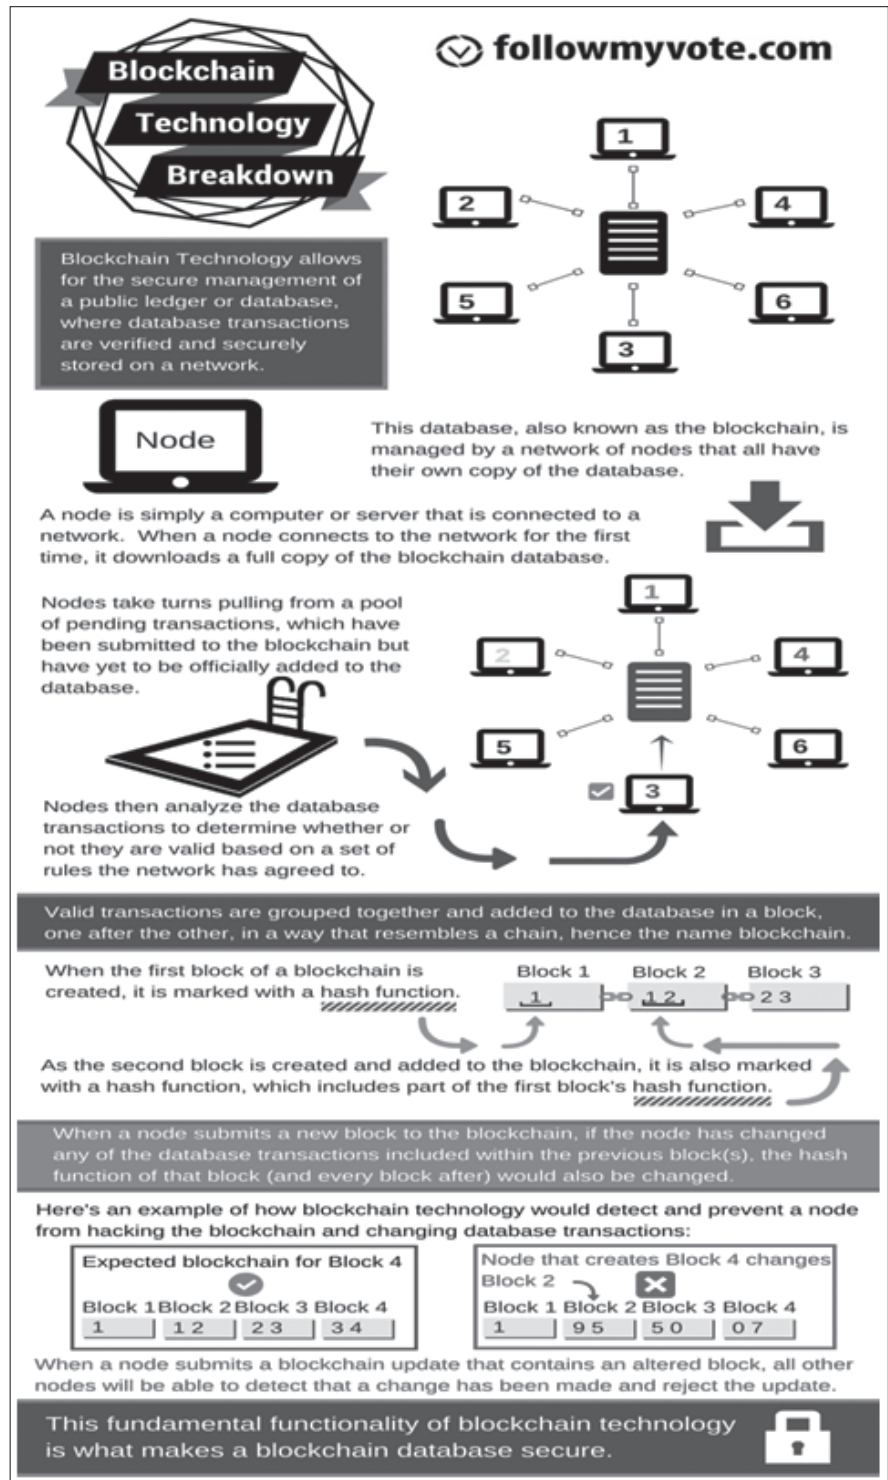 Blockchain
Technology
Breakdown
followmyvote.com
1
2
4
5
6
3
Blockchain Technology allows
for the secure management of
a public ledger or database,
where database transactions
are verified and securely
stored on a network.
Node
This database, also known as the blockchain, is
managed by a network of nodes that all have
their own copy of the database.
A node is simply a computer or server that is connected to a
network. When a node connects to the network for the first
time, it downloads a full copy of the blockchain database.
Nodes take turns pulling from a pool
of pending transactions, which have
been submitted to the blockchain but
have yet to be officially added to the
database.
1
2
4
5
6
3
Nodes then analyze the database
transactions to determine whether or
not they are valid based on a set of
rules the network has agreed to.
Valid transactions are grouped together and added to the database in a block,
one after the other, in a way that resembles a chain, hence the name blockchain.
When the first block of a blockchain is
created, it is marked with a hash function.
Block 1 Block 2 Block 3
1 1 2 2 3
As the second block is created and added to the blockchain, it is also marked
with a hash function, which includes part of the first block's hash function.
When a node submits a new block to the blockchain, if the node has changed
any of the database transactions included within the previous block(s), the hash
function of that block (and every block after) would also be changed.
Here's an example of how blockchain technology would detect and prevent a node
from hacking the blockchain and changing database transactions:
Expected blockchain for Block 4
Block 1 Block 2 Block 3 Block 4
1 1 2 2 3 3 4
Node that creates Block 4 changes
Block 2
Block 1 Block 2 Block 3 Block 4
1 9 5 5 0 0 7
When a node submits a blockchain update that contains an altered block, all other
nodes will be able to detect that a change has been made and reject the update.
This fundamental functionality of blockchain technology
is what makes a blockchain database secure.